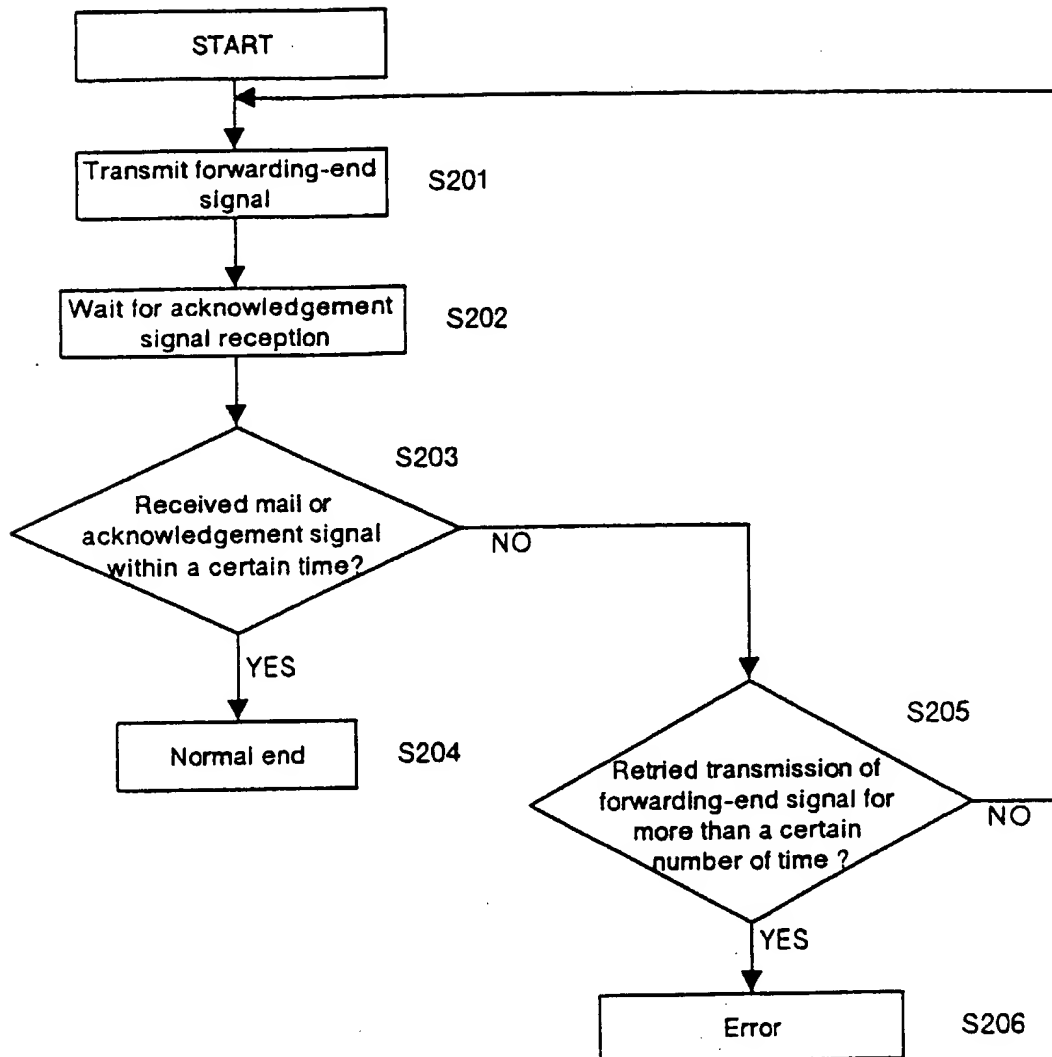 START
Transmit forwarding-end
signal
S201
Wait for acknowledgement
signal reception
S202
S203
Received mail or
acknowledgement signal
within a certain time?
NO
YES
Normal end
S204
S205
Retried transmission of
forwarding-end signal for
more than a certain
number of time ?
NO
YES
Error
S206